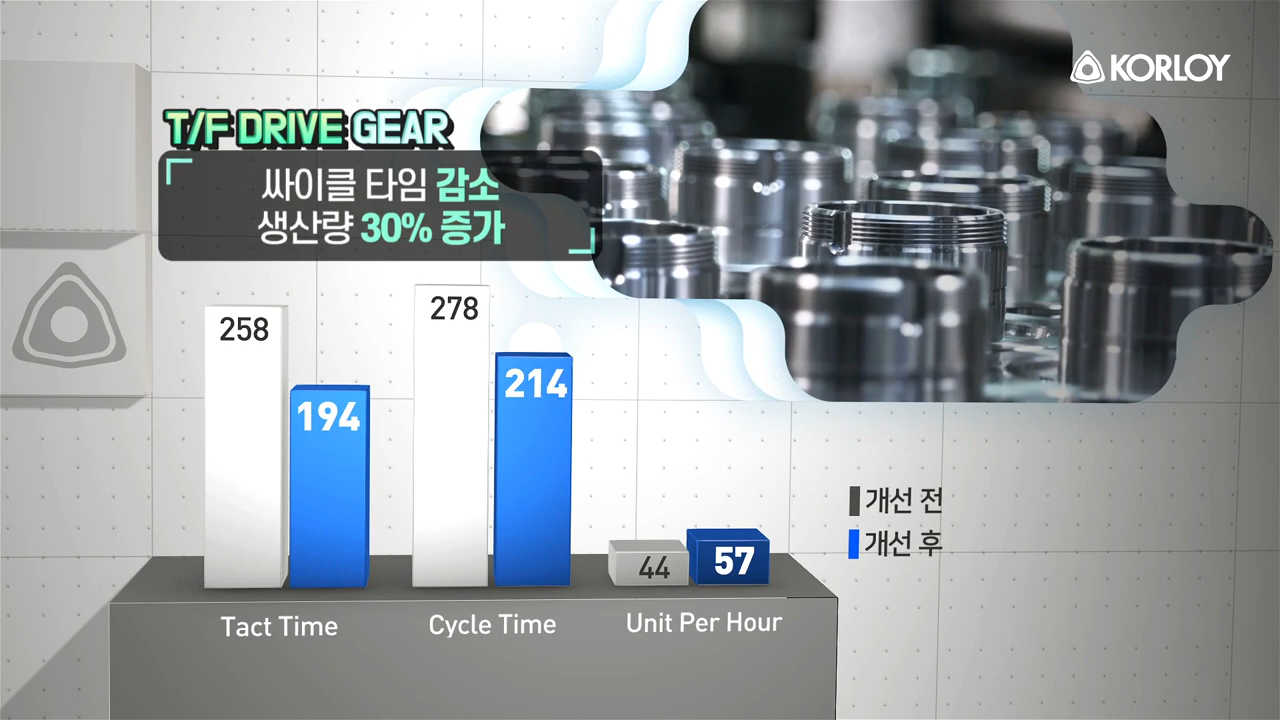 KORLOY
T/F DRIVE GEAR
싸이클 타임 감소
생산량 30% 증가
258
194
278
214
44
57
개선 전
개선 후
Tact Time
Cycle Time
Unit Per Hour